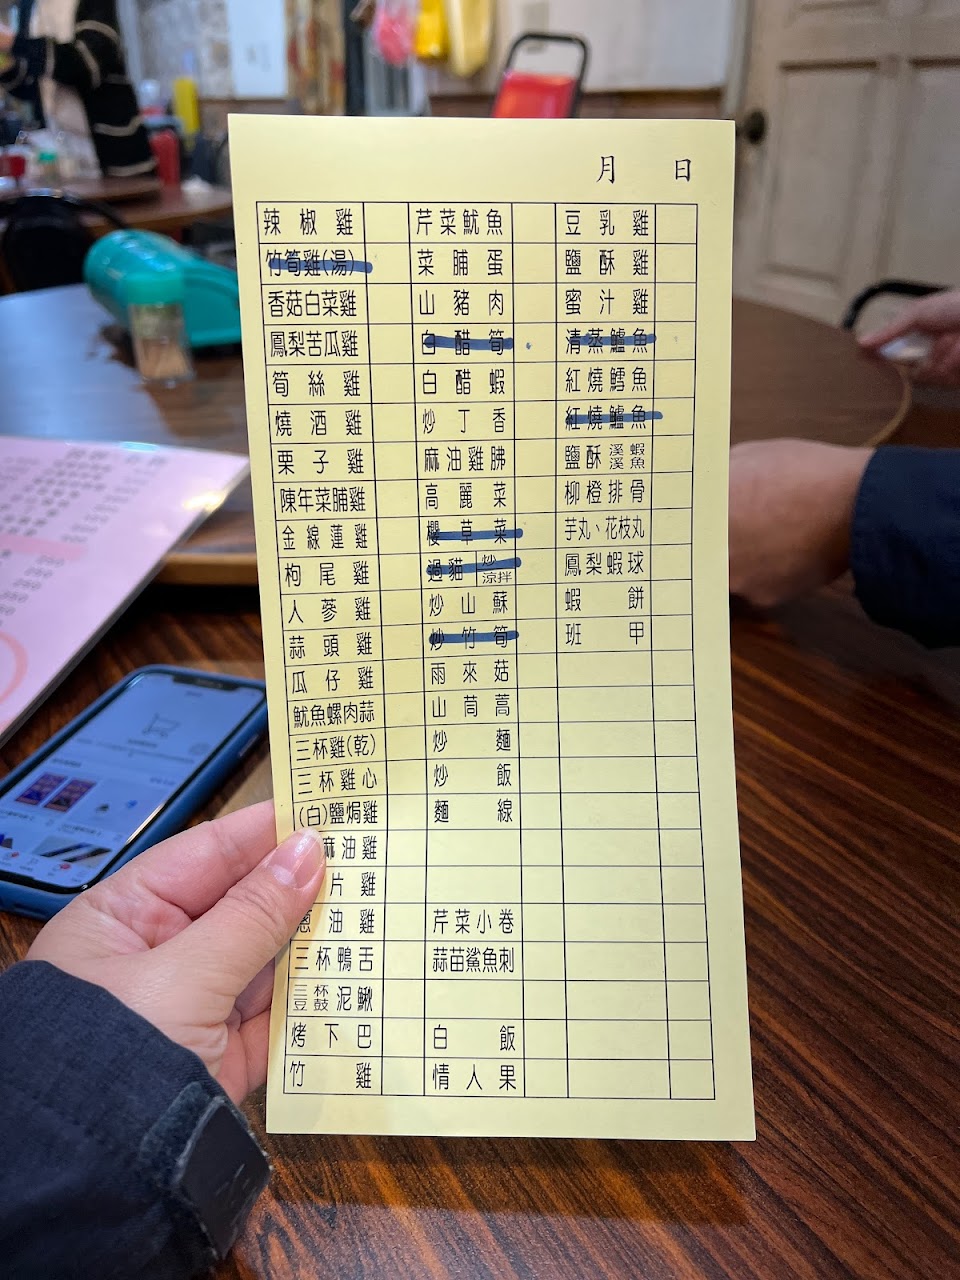 月 日
辣椒雞 芹菜魷魚 豆乳雞
竹筍雞(湯) 菜脯蛋 鹽酥雞
香菇白菜雞 山豬肉 蜜汁雞
鳳梨苦瓜雞 白醋筍 清蒸鱸魚
筍絲雞 白醋蝦 紅燒鱈魚
燒酒雞 炒丁香 紅燒鱸魚
栗子雞 麻油雞胇 鹽酥溪蝦溪魚
陳年菜脯雞 高麗菜 柳橙排骨
金線蓮雞 櫻草菜 芋丸、花枝丸
枸尾雞 過貓 炒 涼拌 鳳梨蝦球
人蔘雞 炒山蘇 蝦餅
蒜頭雞 炒竹筍 班甲
瓜仔雞 雨來菇
魷魚螺肉蒜 山茼蒿
三杯雞(乾) 炒麵
三杯雞心 炒飯
(白)鹽焗雞 麵線
麻油雞
片雞
蔥油雞 芹菜小卷
三杯鴨舌 蒜苗鯊魚刺
三杯豆鼓泥鰍
烤下巴 白飯
竹雞 情人果